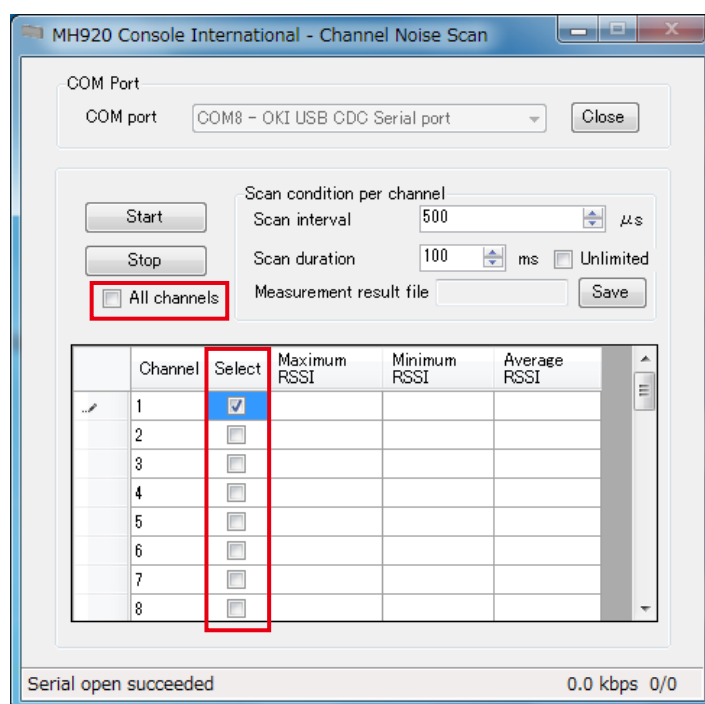 MH920 Console International - Channel Noise Scan
COM Port
COM port COM8 - OKI USB CDC Serial port Close
Scan condition per channel
Start Scan interval 500 μs
Stop Scan duration 100 ms Unlimited
All channels Measurement result file Save
Channel Select Maximum RSSI Minimum RSSI Average RSSI
1
2
3
4
5
6
7
8
Serial open succeeded 0.0 kbps 0/0